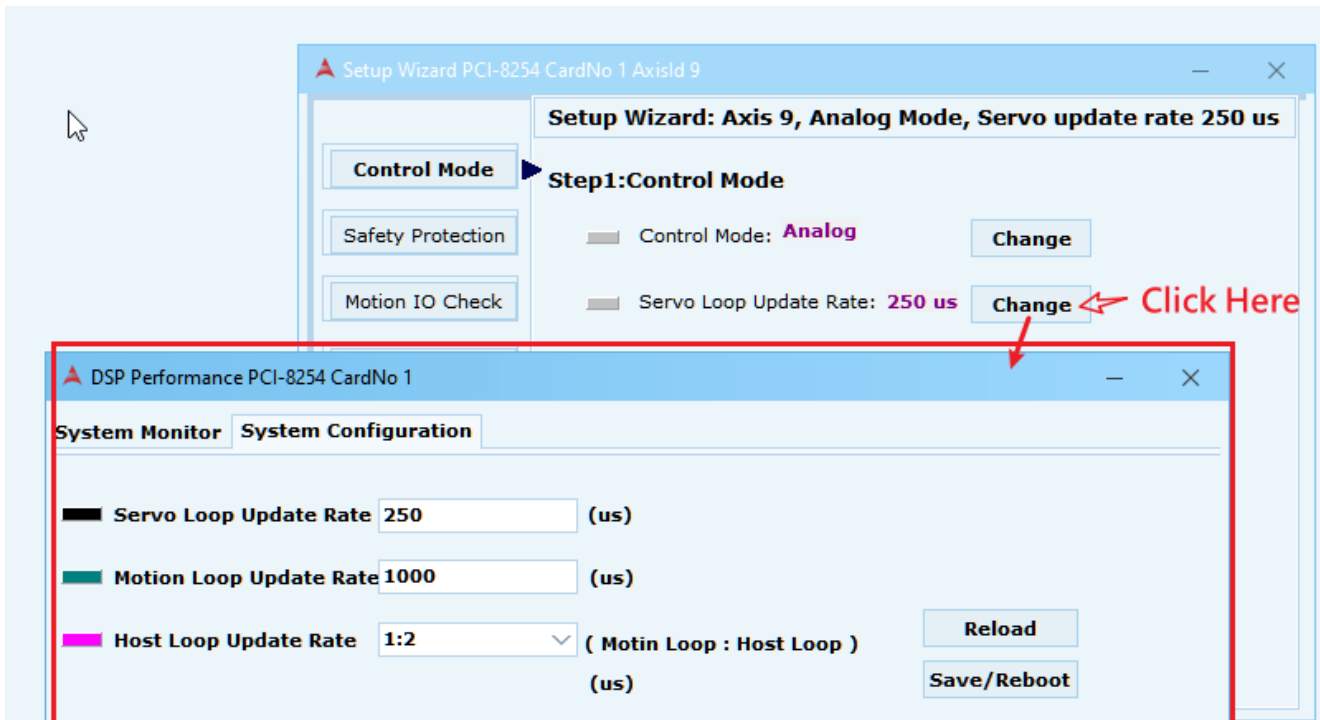 Setup Wizard PCI-8254 CardNo 1 AxisId 9
Setup Wizard: Axis 9, Analog Mode, Servo update rate 250 us
Control Mode
Step1:Control Mode
Safety Protection
Control Mode: Analog
Change
Motion IO Check
Servo Loop Update Rate: 250 us
Change
Click Here
DSP Performance PCI-8254 CardNo 1
System Monitor
System Configuration
Servo Loop Update Rate 250 (us)
Motion Loop Update Rate 1000 (us)
Host Loop Update Rate 1:2 ( Motin Loop : Host Loop )
(us)
Reload
Save/Reboot